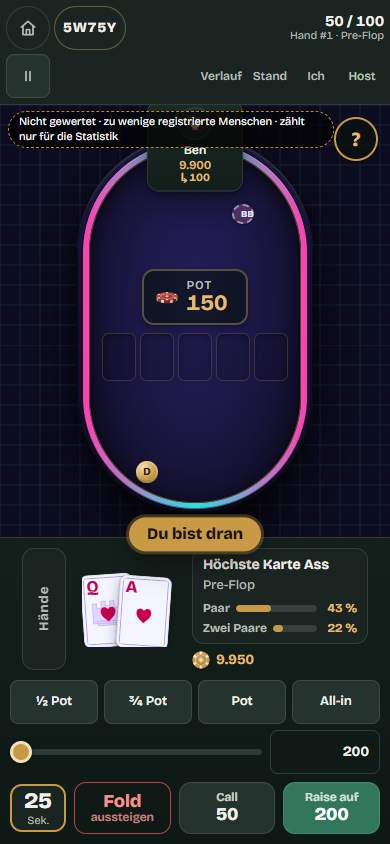 5W75Y
50 / 100
Hand #1 · Pre-Flop
Verlauf Stand Ich Host
Nicht gewertet · zu wenige registrierte Menschen · zählt
nur für die Statistik
?
Ben
9.900
100
BB
POT
150
D
Du bist dran
Hände
Q A
Höchste Karte Ass
Pre-Flop
Paar 43 %
Zwei Paare 22 %
9.950
½ Pot ¾ Pot Pot All-in
200
25
Sek.
Fold
aussteigen
Call
50
Raise auf
200